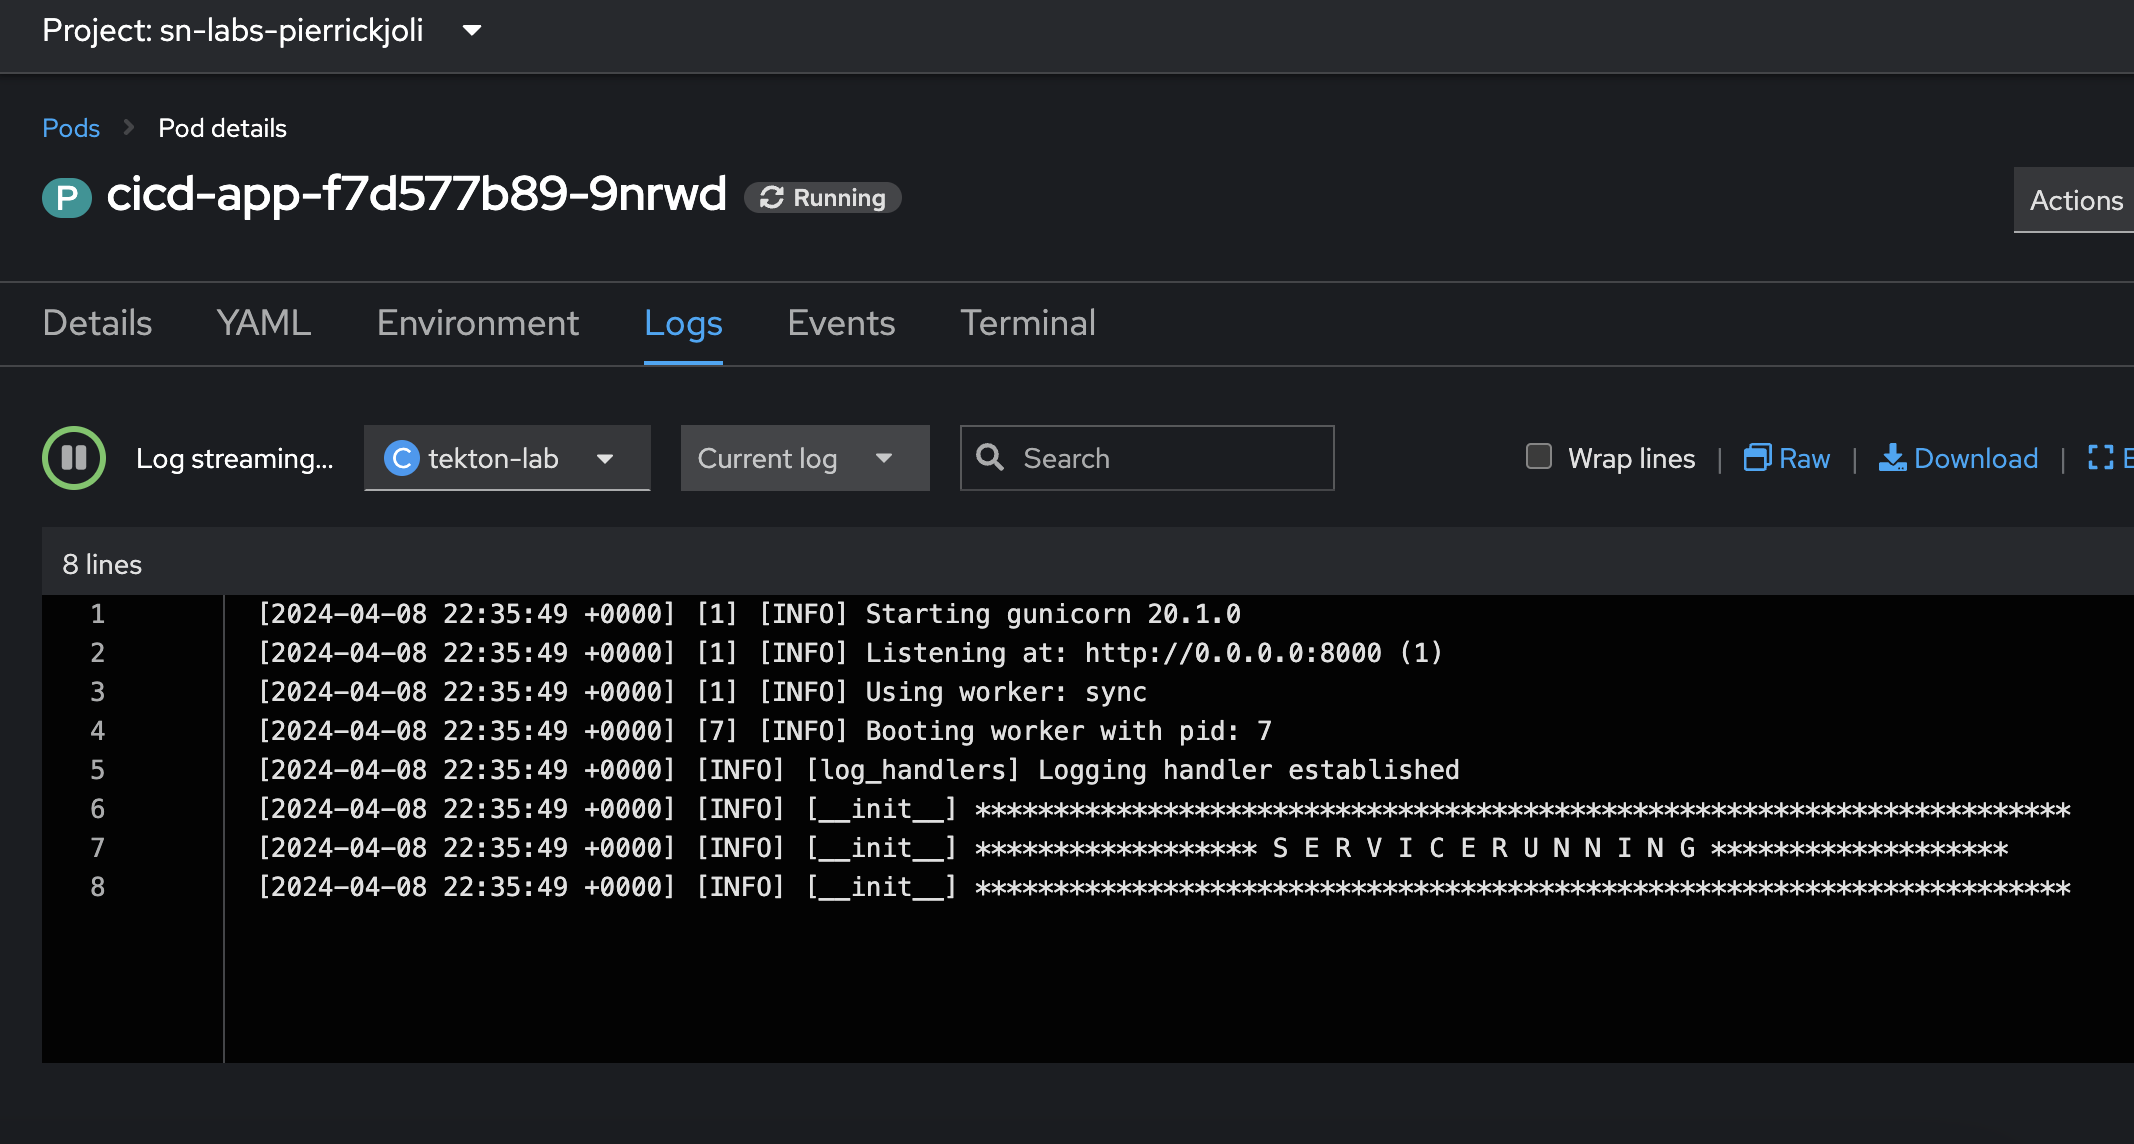 Project: sn-labs-pierrickjoli
Pods Pod details
P cicd-app-f7d577b89-9nrwd Running
Actions
Details YAML Environment Logs Events Terminal
Log streaming... C tekton-lab Current log Search Wrap lines | Raw | Download | E
8 lines
1 [2024-04-08 22:35:49 +0000] [1] [INFO] Starting gunicorn 20.1.0
2 [2024-04-08 22:35:49 +0000] [1] [INFO] Listening at: http://0.0.0.0:8000 (1)
3 [2024-04-08 22:35:49 +0000] [1] [INFO] Using worker: sync
4 [2024-04-08 22:35:49 +0000] [7] [INFO] Booting worker with pid: 7
5 [2024-04-08 22:35:49 +0000] [INFO] [log_handlers] Logging handler established
6 [2024-04-08 22:35:49 +0000] [INFO] [__init__] **********************************************************************
7 [2024-04-08 22:35:49 +0000] [INFO] [__init__] ****************** S E R V I C E R U N N I N G *******************
8 [2024-04-08 22:35:49 +0000] [INFO] [__init__] **********************************************************************